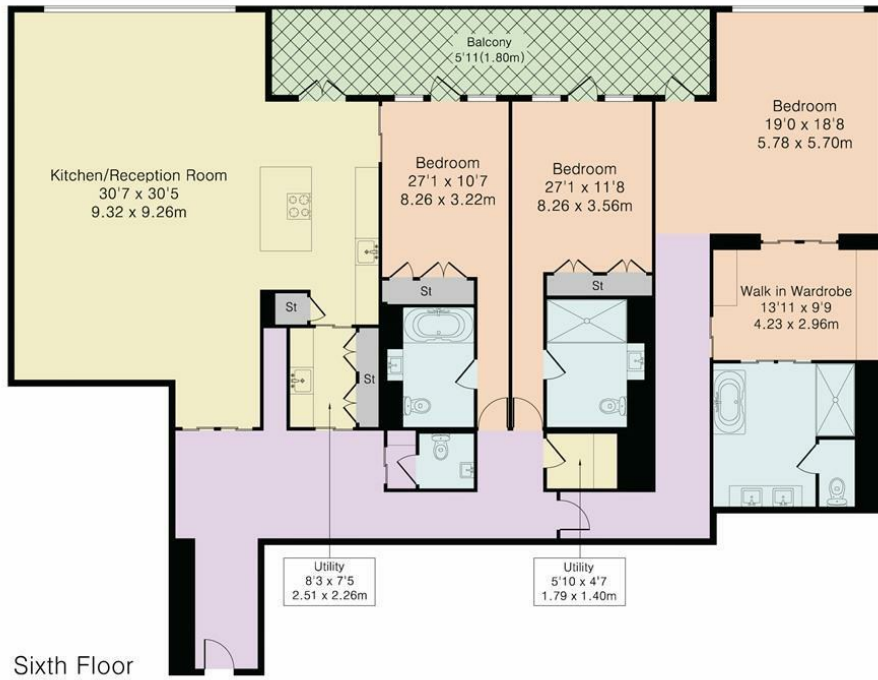 Balcony
5'11(1.80m)
Kitchen/Reception Room
30'7 x 30'5
9.32 x 9.26m
Bedroom
27'1 x 10'7
8.26 x 3.22m
Bedroom
27'1 x 11'8
8.26 x 3.56m
Bedroom
19'0 x 18'8
5.78 x 5.70m
St
St
St
St
Walk in Wardrobe
13'11 x 9'9
4.23 x 2.96m
Utility
8'3 x 7'5
2.51 x 2.26m
Utility
5'10 x 4'7
1.79 x 1.40m
Sixth Floor